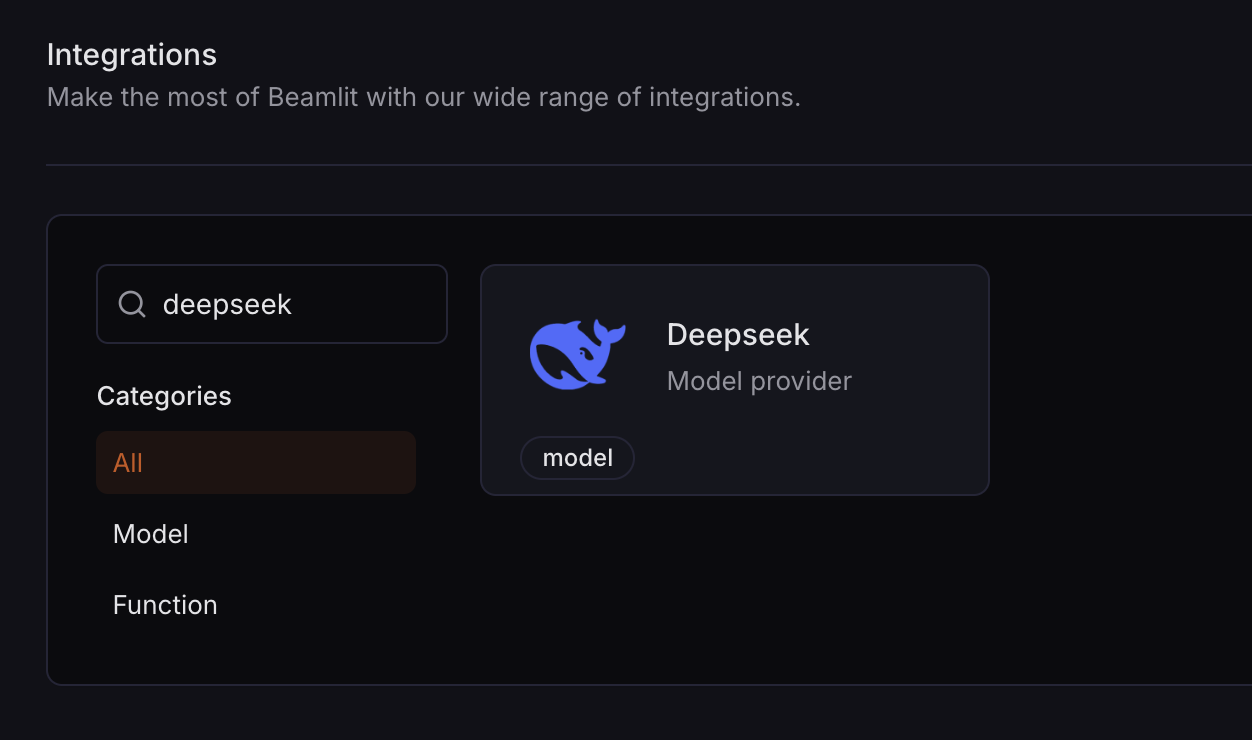 Integrations
Make the most of Beamlit with our wide range of integrations.
deepseek
Categories
All
Model
Function
Deepseek
Model provider
model